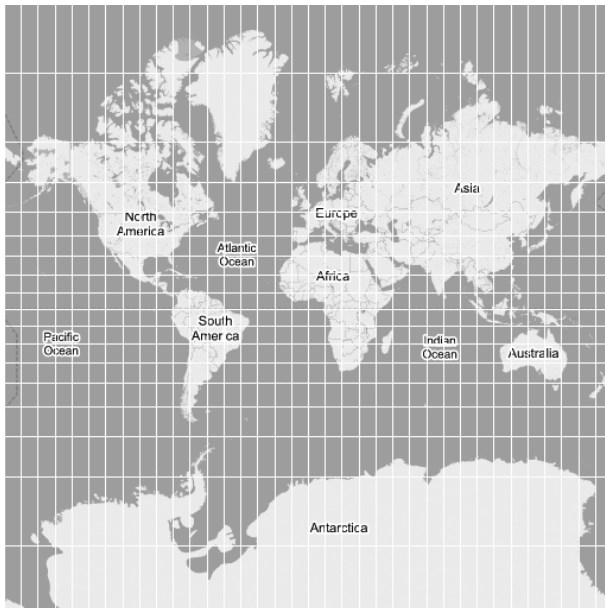 North
America
Asia
Europe
Atlantic
Ocean
Africa
South
America
Pacific
Ocean
Indian
Ocean
Australia
Antarctica